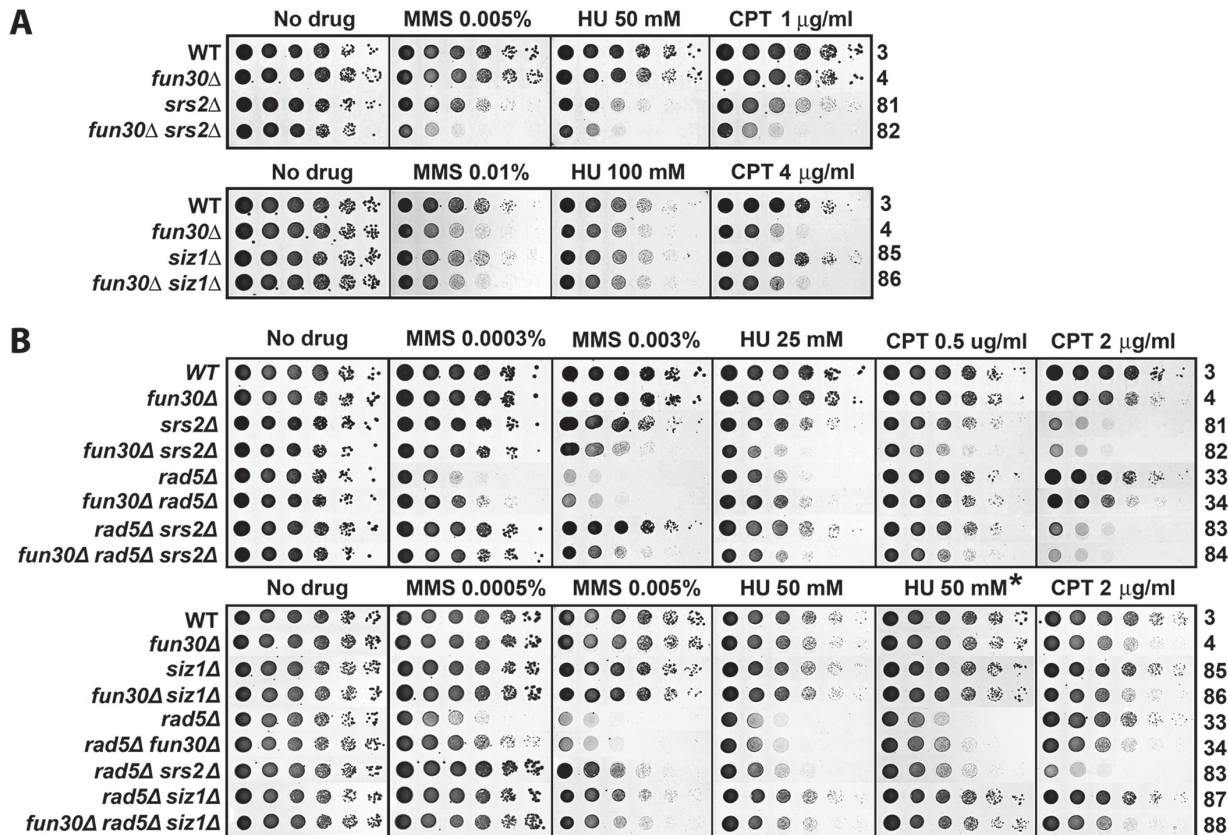 A
No drug MMS 0.005% HU 50 mM CPT 1 μg/ml
WT 3
fun30Δ 4
srs2Δ 81
fun30Δ srs2Δ 82
No drug MMS 0.01% HU 100 mM CPT 4 μg/ml
WT 3
fun30Δ 4
siz1Δ 85
fun30Δ siz1Δ 86
B
No drug MMS 0.0003% MMS 0.003% HU 25 mM CPT 0.5 ug/ml CPT 2 μg/ml
WT 3
fun30Δ 4
srs2Δ 81
fun30Δ srs2Δ 82
rad5Δ 33
fun30Δ rad5Δ 34
rad5Δ srs2Δ 83
fun30Δ rad5Δ srs2Δ 84
No drug MMS 0.0005% MMS 0.005% HU 50 mM HU 50 mM* CPT 2 μg/ml
WT 3
fun30Δ 4
siz1Δ 85
fun30Δ siz1Δ 86
rad5Δ 33
rad5Δ fun30Δ 34
rad5Δ srs2Δ 83
rad5Δ siz1Δ 87
fun30Δ rad5Δ siz1Δ 88